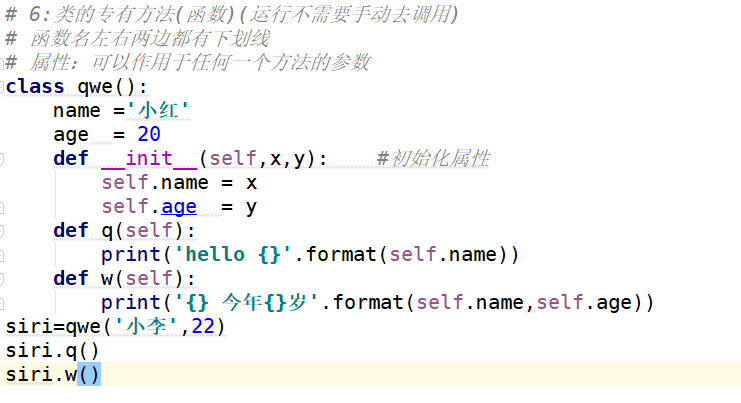 # 6:类的专有方法(函数)(运行不需要手动去调用)
# 函数名左右两边都有下划线
# 属性：可以作用于任何一个方法的参数
class qwe():
    name ='小红'
    age  = 20
    def __init__(self,x,y):    #初始化属性
        self.name = x
        self.age  = y
    def q(self):
        print('hello {}'.format(self.name))
    def w(self):
        print('{} 今年{}岁'.format(self.name,self.age))
siri=qwe('小李',22)
siri.q()
siri.w()